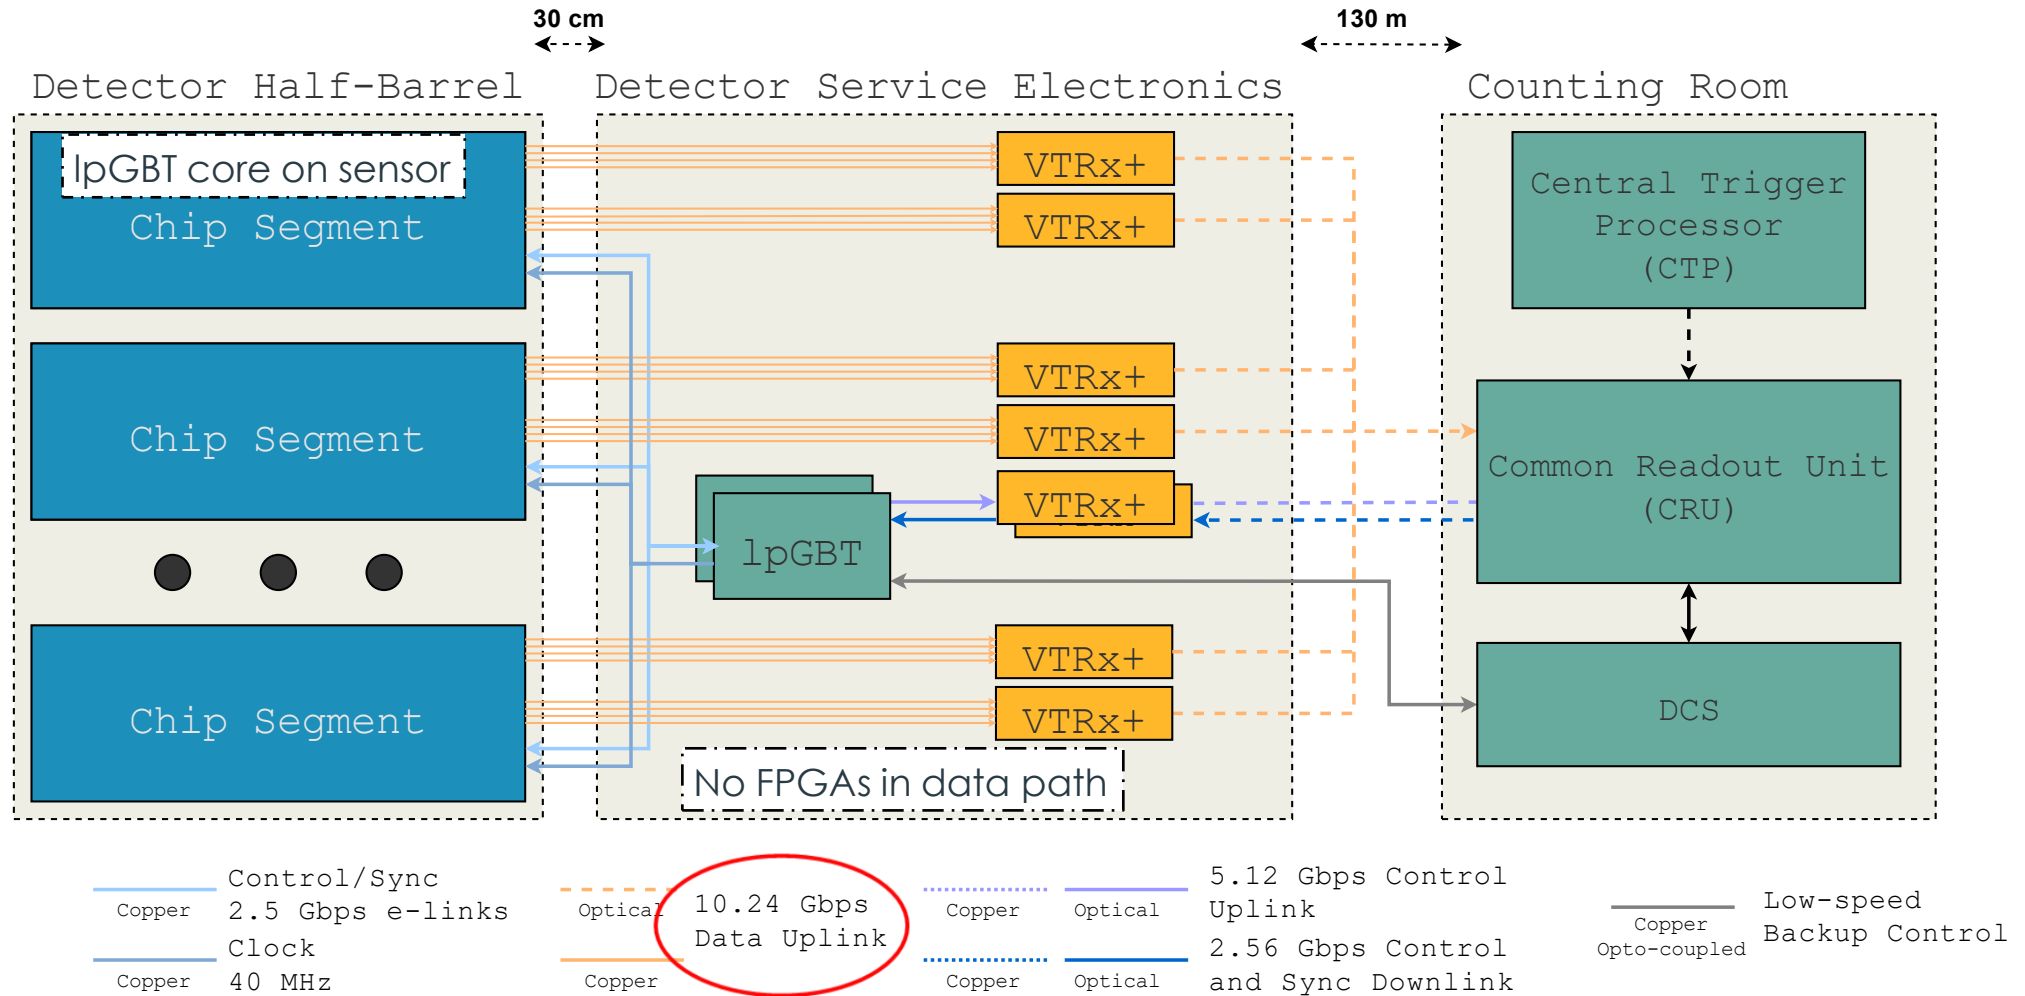 30 cm
130 m
Detector Half-Barrel
Detector Service Electronics
Counting Room
lpGBT core on sensor
Chip Segment
Chip Segment
Chip Segment
VTRx+
VTRx+
VTRx+
VTRx+
VTRx+
lpGBT
VTRx+
VTRx+
No FPGAs in data path
Central Trigger
Processor
(CTP)
Common Readout Unit
(CRU)
DCS
Control/Sync
2.5 Gbps e-links
Copper
Clock
40 MHz
Copper
Optical
10.24 Gbps
Data Uplink
Copper
Copper
Optical
5.12 Gbps Control
Uplink
Copper
Optical
2.56 Gbps Control
and Sync Downlink
Copper
Opto-coupled
Low-speed
Backup Control